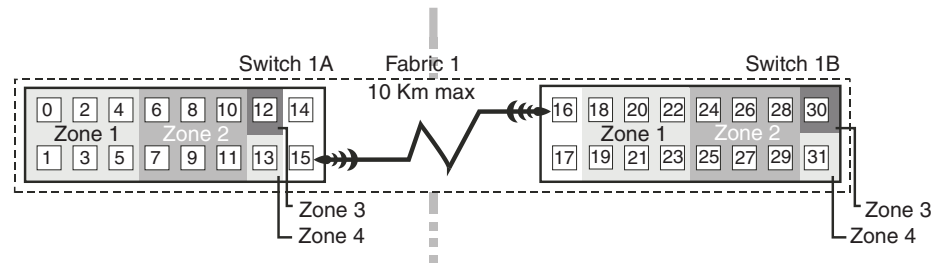 Switch 1A
Fabric 1
10 Km max
Switch 1B
0 2 4 6 8 10 12 14
Zone 1 Zone 2
1 3 5 7 9 11 13 15
16 18 20 22 24 26 28 30
Zone 1 Zone 2
17 19 21 23 25 27 29 31
Zone 3
Zone 4
Zone 3
Zone 4